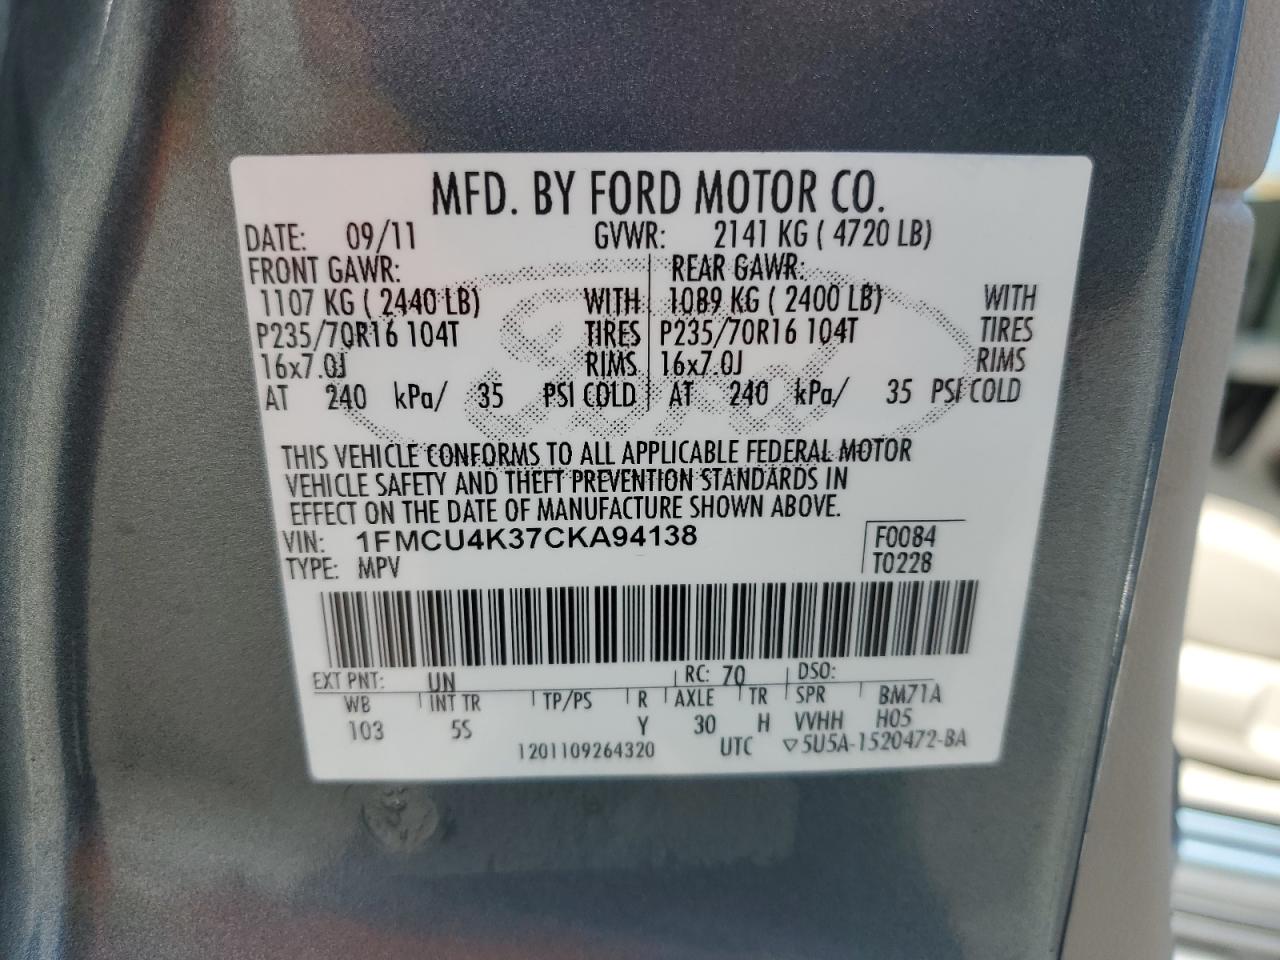 MFD. BY FORD MOTOR CO.
DATE: 09/11 GVWR: 2141 KG ( 4720 LB)
FRONT GAWR: REAR GAWR:
1107 KG ( 2440 LB) WITH 1089 KG ( 2400 LB) WITH
P235/70R16 104T TIRES P235/70R16 104T TIRES
16x7.0J RIMS 16x7.0J RIMS
AT 240 kPa/ 35 PSI COLD AT 240 kPa/ 35 PSI COLD
Ford
THIS VEHICLE CONFORMS TO ALL APPLICABLE FEDERAL MOTOR
VEHICLE SAFETY AND THEFT PREVENTION STANDARDS IN
EFFECT ON THE DATE OF MANUFACTURE SHOWN ABOVE.
VIN: 1FMCU4K37CKA94138 F0084
TYPE: MPV T0228
EXT PNT: UN RC: 70 DSO:
WB INT TR TP/PS R AXLE TR SPR BM71A
103 5S Y 30 H VVHH H05
1201109264320 UTC ▽5U5A-1520472-BA